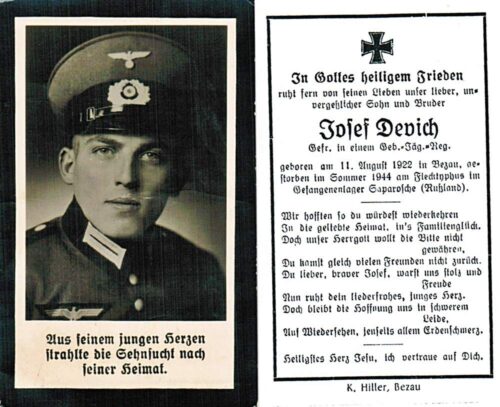 Aus seinem jungen Herzen
strahlte die Sehnsucht nach
seiner Heimat.
In Gottes heiligem Frieden
ruht fern von seinen Lieben unser lieber, un-
vergeßlicher Sohn und Bruder
Josef Devich
Gefr. in einem Geb.-Jäg.-Reg.
geboren am 11. August 1922 in Bezau, ge-
storben im Sommer 1944 am Flecktyphus im
Gefangenenlager Saparosche (Rußland).
Wir hofften so du würdest wiederkehren
In die geliebte Heimat, in's Familienglück.
Doch unser Herrgott wollt die Bitte nicht
gewähren,
Du kamst gleich vielen Freunden nicht zurück.
Du lieber, braver Josef, warst uns stolz und
Freude
Nun ruht dein liederfrohes, junges Herz.
Doch bleibt die Hoffnung uns in schwerem
Leide,
Auf Wiedersehen, jenseits allem Erdenschmerz.
Heiligstes Herz Jesu, ich vertraue auf Dich.
K. Hiller, Bezau